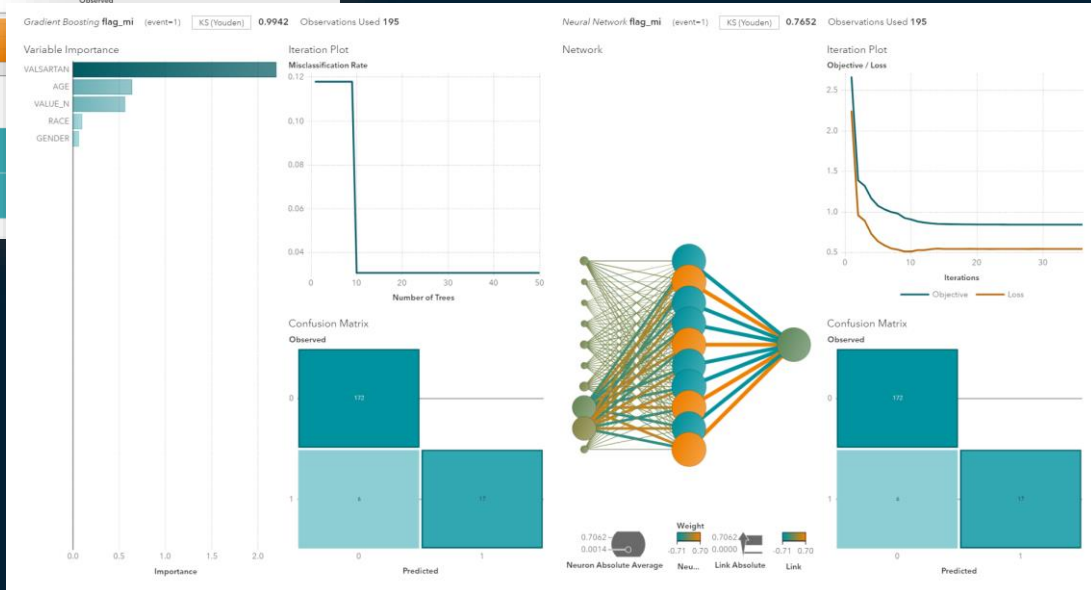 Observed
Gradient Boosting flag_mi (event=1) KS (Youden) 0.9942 Observations Used 195
Variable Importance
VALSARTAN
AGE
VALUE_N
RACE
GENDER
0.0 0.5 1.0 1.5 2.0
Importance
Iteration Plot
Misclassification Rate
0.12
0.10
0.08
0.06
0.04
0 10 20 30 40 50
Number of Trees
Confusion Matrix
Observed
0 172
1 6 17
0 1
Predicted
Neural Network flag_mi (event=1) KS (Youden) 0.7652 Observations Used 195
Network
Weight
0.7062
0.0014
Neuron Absolute Average
-0.71 0.70
Neu...
0.7062
0.0000
Link Absolute
-0.71 0.70
Link
Iteration Plot
Objective / Loss
2.5
2.0
1.5
1.0
0.5
0 10 20 30
Iterations
Objective Loss
Confusion Matrix
Observed
0 172
1 6 17
0 1
Predicted